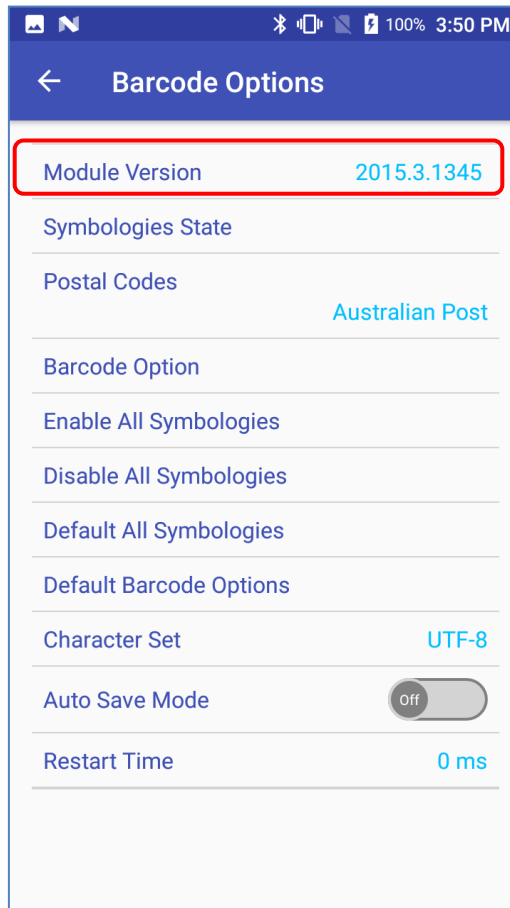 100% 3:50 PM
Barcode Options
Module Version 2015.3.1345
Symbologies State
Postal Codes
Australian Post
Barcode Option
Enable All Symbologies
Disable All Symbologies
Default All Symbologies
Default Barcode Options
Character Set UTF-8
Auto Save Mode Off
Restart Time 0 ms